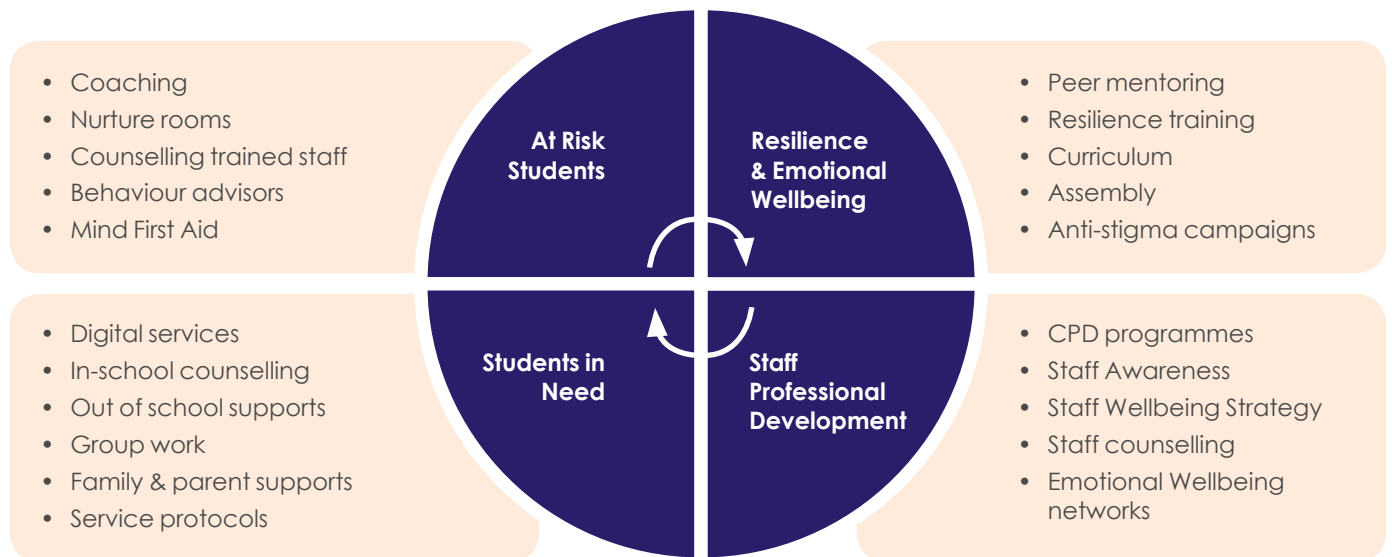 • Coaching
• Nurture rooms
• Counselling trained staff
• Behaviour advisors
• Mind First Aid
At Risk
Students
Resilience
& Emotional
Wellbeing
• Peer mentoring
• Resilience training
• Curriculum
• Assembly
• Anti-stigma campaigns
• Digital services
• In-school counselling
• Out of school supports
• Group work
• Family & parent supports
• Service protocols
Students in
Need
Staff
Professional
Development
• CPD programmes
• Staff Awareness
• Staff Wellbeing Strategy
• Staff counselling
• Emotional Wellbeing
networks